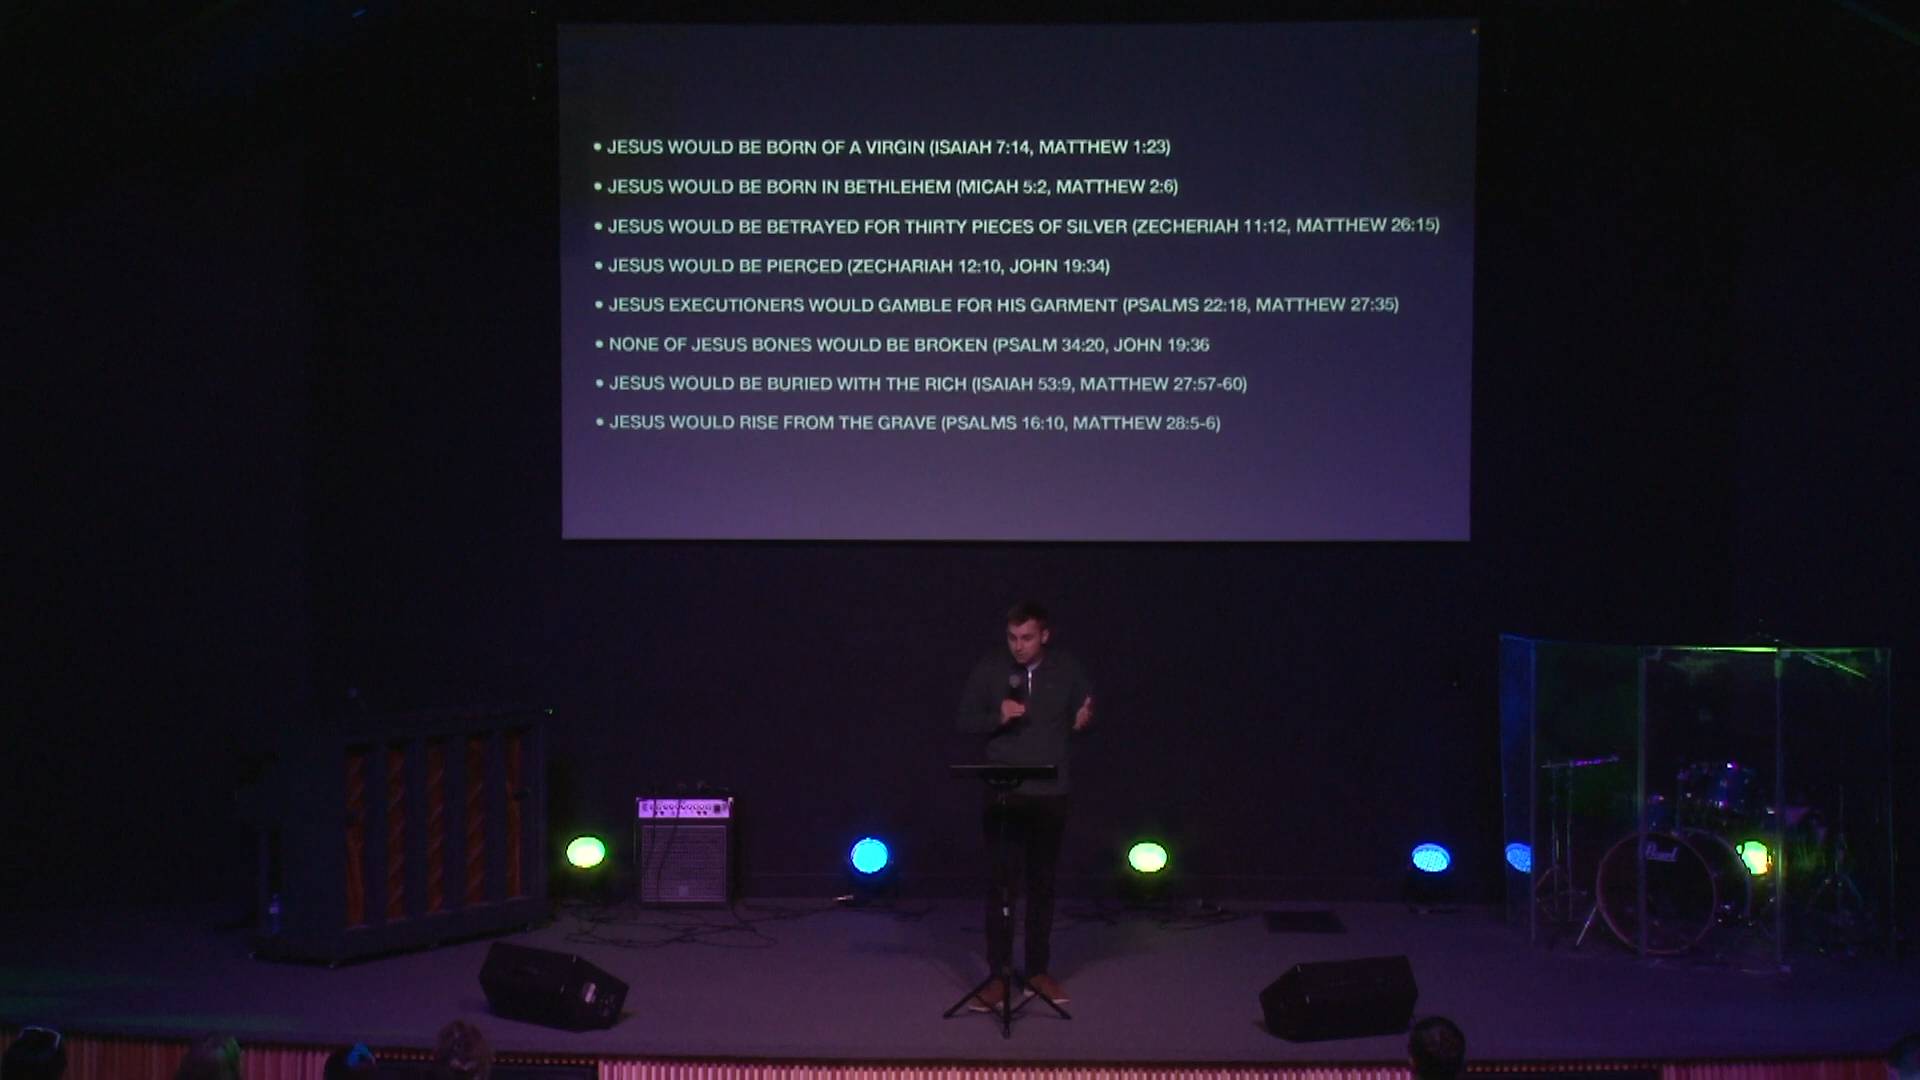 • JESUS WOULD BE BORN OF A VIRGIN (ISAIAH 7:14, MATTHEW 1:23)
• JESUS WOULD BE BORN IN BETHLEHEM (MICAH 5:2, MATTHEW 2:6)
• JESUS WOULD BE BETRAYED FOR THIRTY PIECES OF SILVER (ZECHERIAH 11:12, MATTHEW 26:15)
• JESUS WOULD BE PIERCED (ZECHARIAH 12:10, JOHN 19:34)
• JESUS EXECUTIONERS WOULD GAMBLE FOR HIS GARMENT (PSALMS 22:18, MATTHEW 27:35)
• NONE OF JESUS BONES WOULD BE BROKEN (PSALM 34:20, JOHN 19:36
• JESUS WOULD BE BURIED WITH THE RICH (ISAIAH 53:9, MATTHEW 27:57-60)
• JESUS WOULD RISE FROM THE GRAVE (PSALMS 16:10, MATTHEW 28:5-6)
Pearl